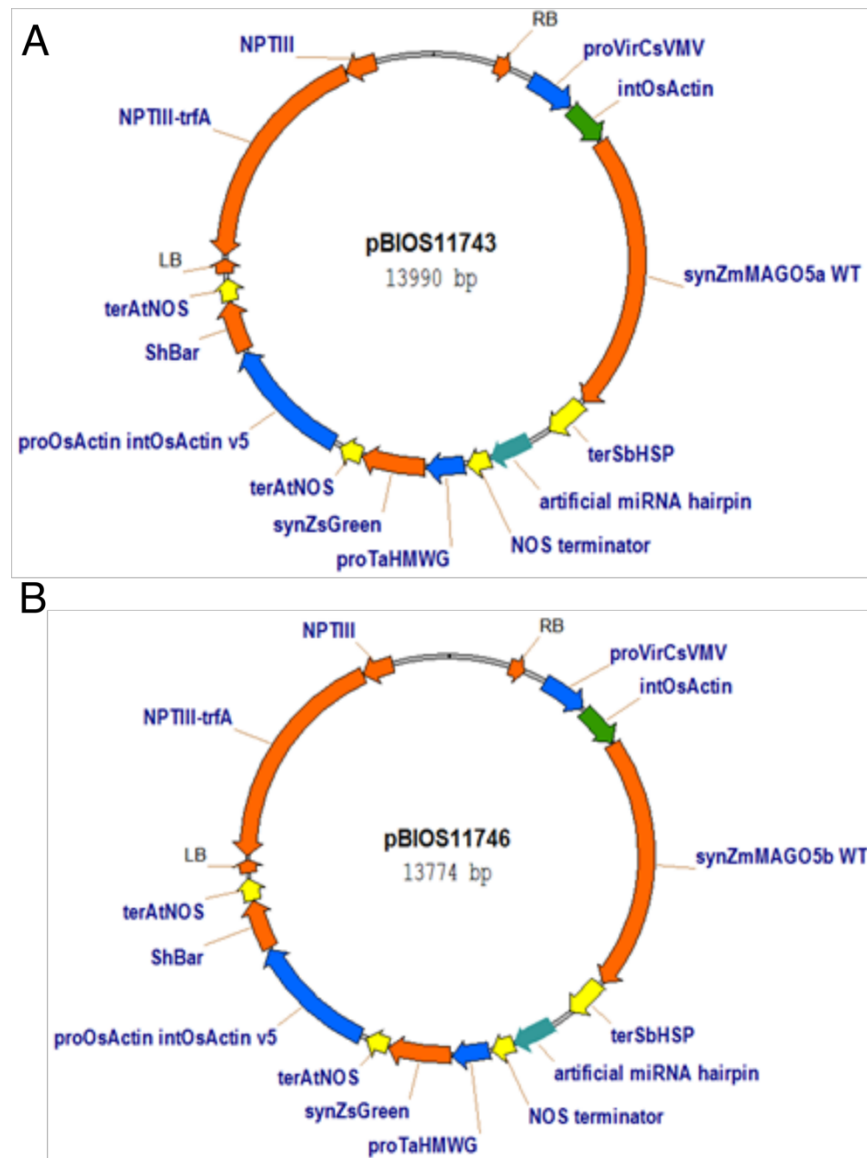 A
NPTIII
RB
proVirCsVMV
intOsActin
NPTIII-trfA
pBIOS11743
13990 bp
LB
synZmMAGO5a WT
terAtNOS
ShBar
proOsActin intOsActin v5
terSbHSP
terAtNOS
artificial miRNA hairpin
synZsGreen
NOS terminator
proTaHMWG
B
NPTIII
RB
proVirCsVMV
intOsActin
NPTIII-trfA
pBIOS11746
13774 bp
LB
synZmMAGO5b WT
terAtNOS
ShBar
proOsActin intOsActin v5
terSbHSP
terAtNOS
artificial miRNA hairpin
synZsGreen
NOS terminator
proTaHMWG